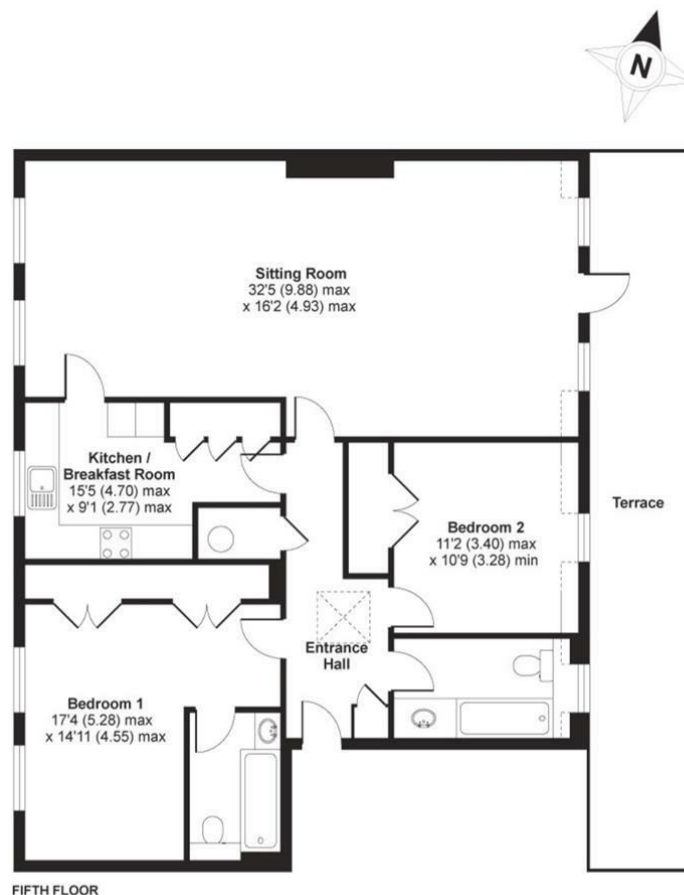 N
Sitting Room
32'5 (9.88) max
x 16'2 (4.93) max
Kitchen /
Breakfast Room
15'5 (4.70) max
x 9'1 (2.77) max
Bedroom 2
11'2 (3.40) max
x 10'9 (3.28) min
Terrace
Entrance
Hall
Bedroom 1
17'4 (5.28) max
x 14'11 (4.55) max
FIFTH FLOOR